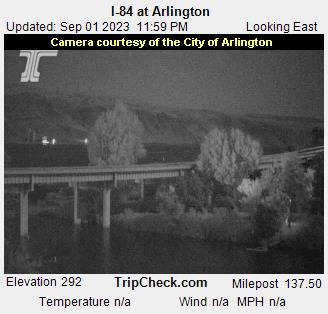 I-84 at Arlington
Updated: Sep 01 2023 11:59 PM Looking East
Camera courtesy of the City of Arlington
Elevation 292 TripCheck.com Milepost 137.50
Temperature n/a Wind n/a MPH n/a